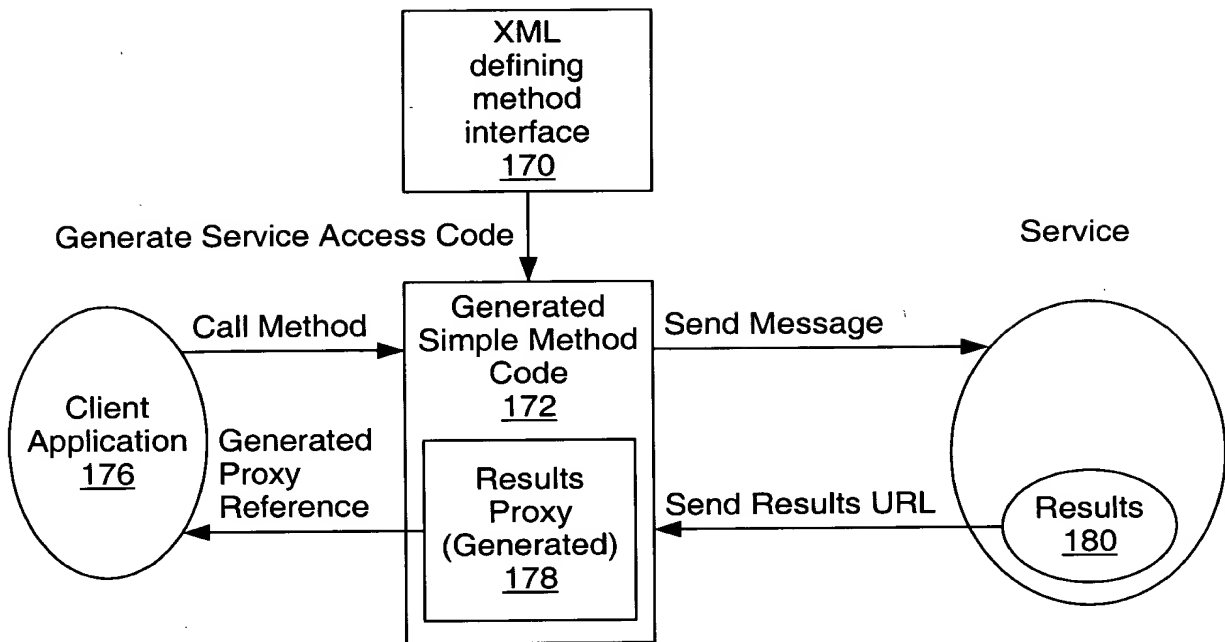 XML
defining
method
interface
170
Generate Service Access Code
Service
Call Method
Generated
Simple Method
Code
172
Send Message
Client
Application
176
Generated
Proxy
Reference
Results
Proxy
(Generated)
178
Send Results URL
Results
180